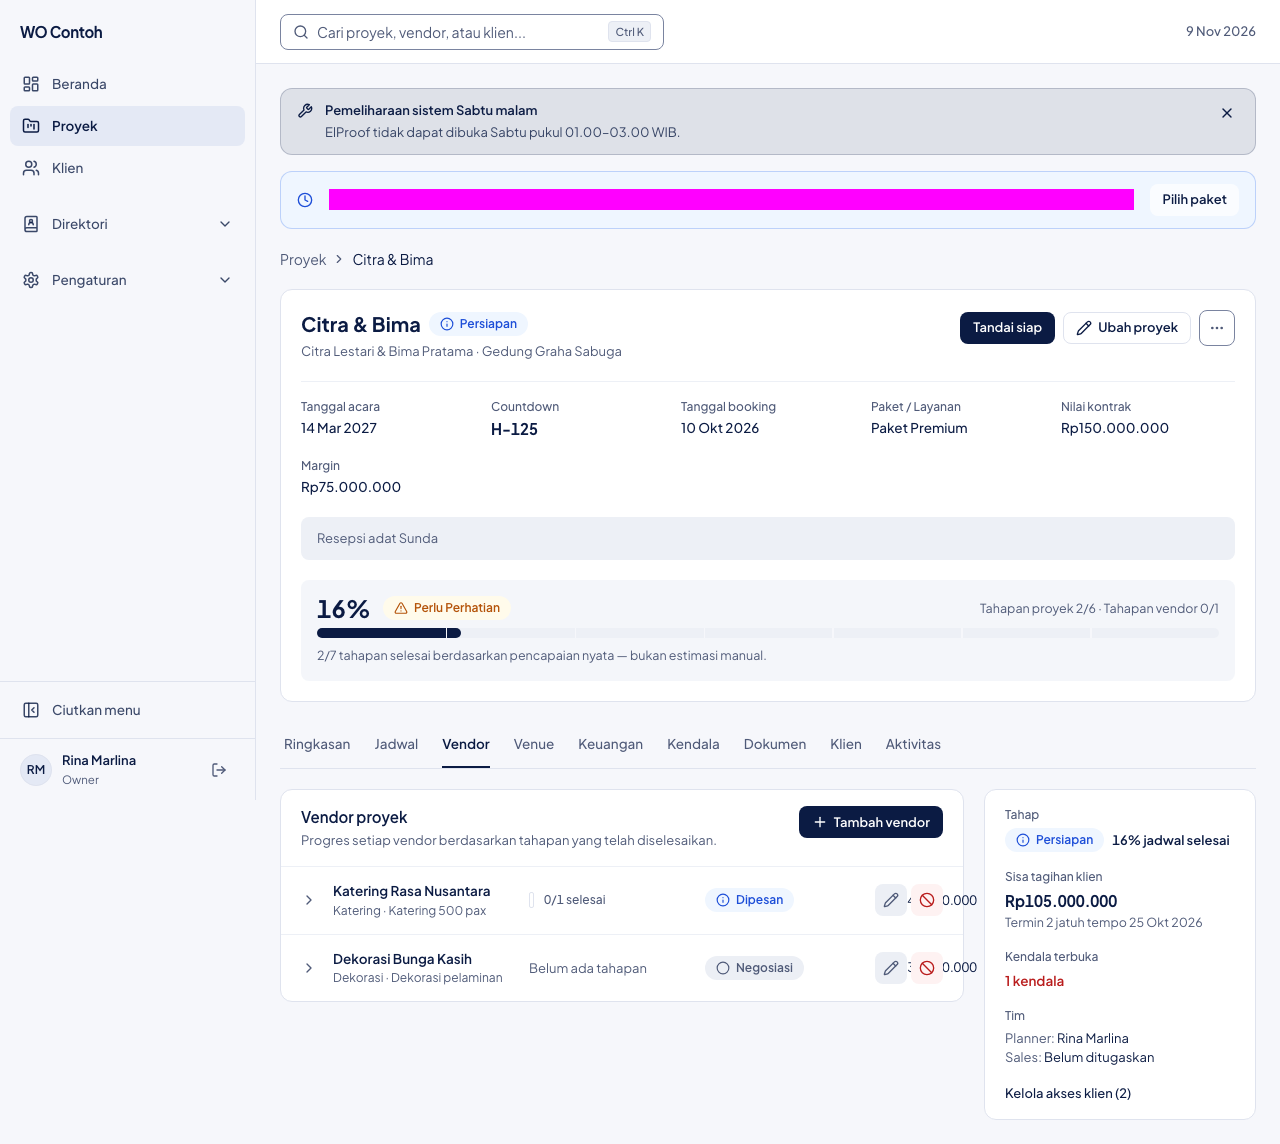 WO Contoh
Cari proyek, vendor, atau klien...
Ctrl K
9 Nov 2026
Beranda
Proyek
Klien
Direktori
Pengaturan
Pemeliharaan sistem Sabtu malam
ElProof tidak dapat dibuka Sabtu pukul 01.00–03.00 WIB.
Pilih paket
Proyek > Citra & Bima
Citra & Bima
Persiapan
Citra Lestari & Bima Pratama · Gedung Graha Sabuga
Tandai siap
Ubah proyek
Tanggal acara
14 Mar 2027
Countdown
H-125
Tanggal booking
10 Okt 2026
Paket / Layanan
Paket Premium
Nilai kontrak
Rp150.000.000
Margin
Rp75.000.000
Resepsi adat Sunda
16%
Perlu Perhatian
Tahapan proyek 2/6 · Tahapan vendor 0/1
2/7 tahapan selesai berdasarkan pencapaian nyata — bukan estimasi manual.
Ciutkan menu
RM
Rina Marlina
Owner
Ringkasan
Jadwal
Vendor
Venue
Keuangan
Kendala
Dokumen
Klien
Aktivitas
Vendor proyek
Progres setiap vendor berdasarkan tahapan yang telah diselesaikan.
Tambah vendor
Katering Rasa Nusantara
Katering · Katering 500 pax
0/1 selesai
Dipesan
0.000
Dekorasi Bunga Kasih
Dekorasi · Dekorasi pelaminan
Belum ada tahapan
Negosiasi
0.000
Tahap
Persiapan
16% jadwal selesai
Sisa tagihan klien
Rp105.000.000
Termin 2 jatuh tempo 25 Okt 2026
Kendala terbuka
1 kendala
Tim
Planner: Rina Marlina
Sales: Belum ditugaskan
Kelola akses klien (2)